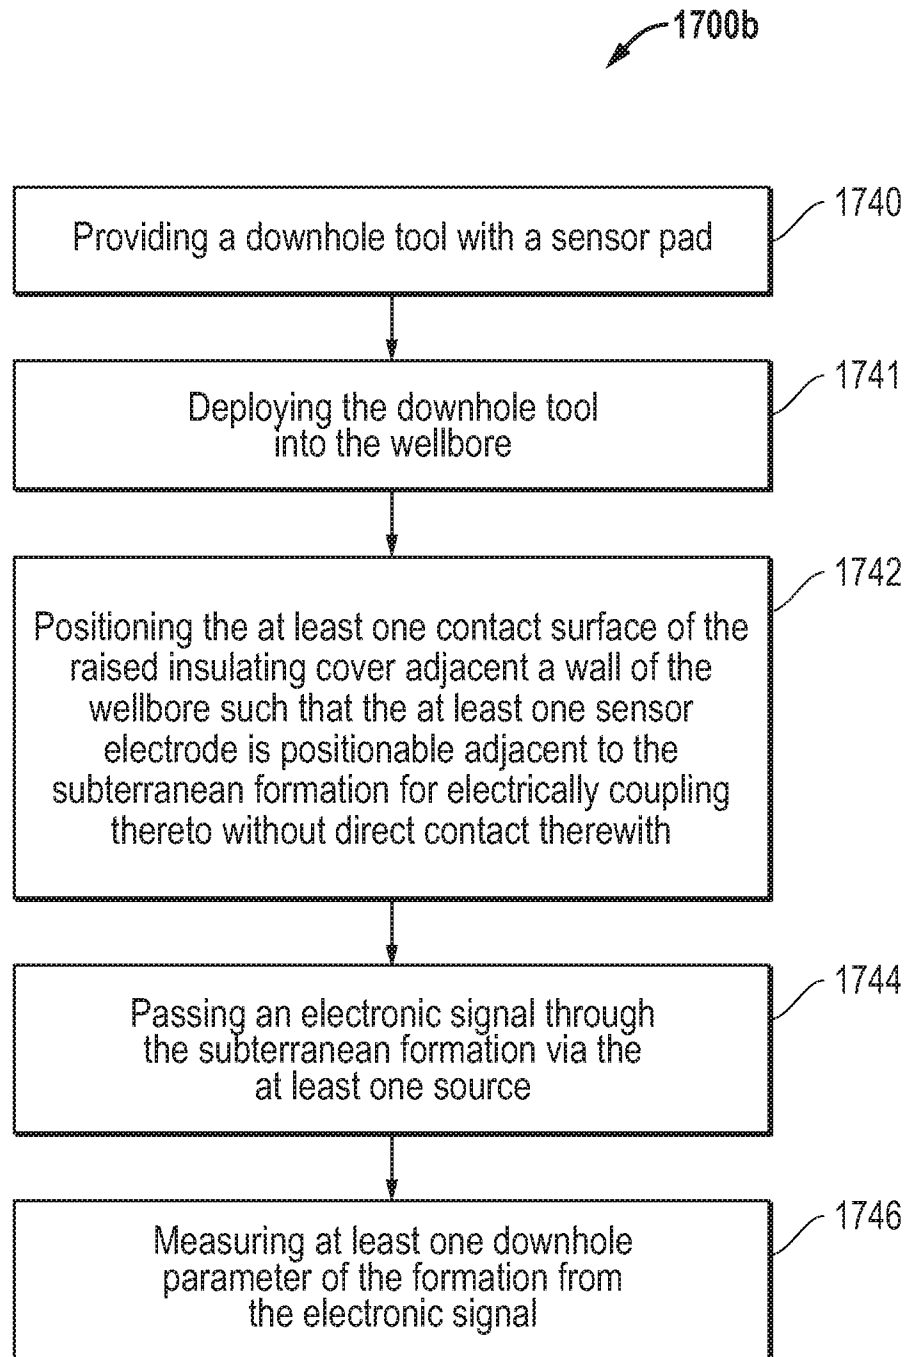 1700b
1740
Providing a downhole tool with a sensor pad
1741
Deploying the downhole tool
into the wellbore
1742
Positioning the at least one contact surface of the
raised insulating cover adjacent a wall of the
wellbore such that the at least one sensor
electrode is positionable adjacent to the
subterranean formation for electrically coupling
thereto without direct contact therewith
1744
Passing an electronic signal through
the subterranean formation via the
at least one source
1746
Measuring at least one downhole
parameter of the formation from
the electronic signal